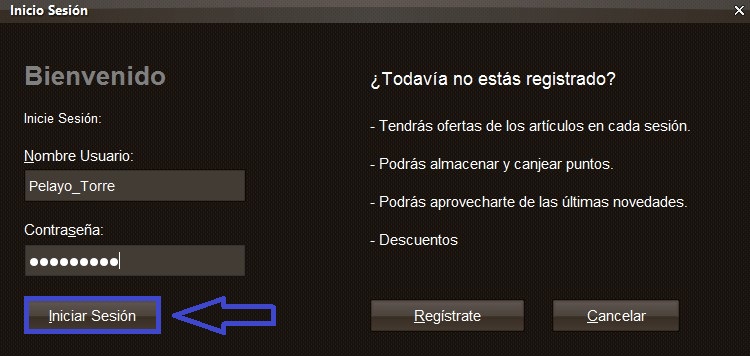 Inicio Sesión
Bienvenido
Inicie Sesión:
Nombre Usuario:
Pelayo_Torre
Contraseña:
●●●●●●●●●
Iniciar Sesión
¿Todavía no estás registrado?
- Tendrás ofertas de los artículos en cada sesión.
- Podrás almacenar y canjear puntos.
- Podrás aprovecharte de las últimas novedades.
- Descuentos
Regístrate
Cancelar